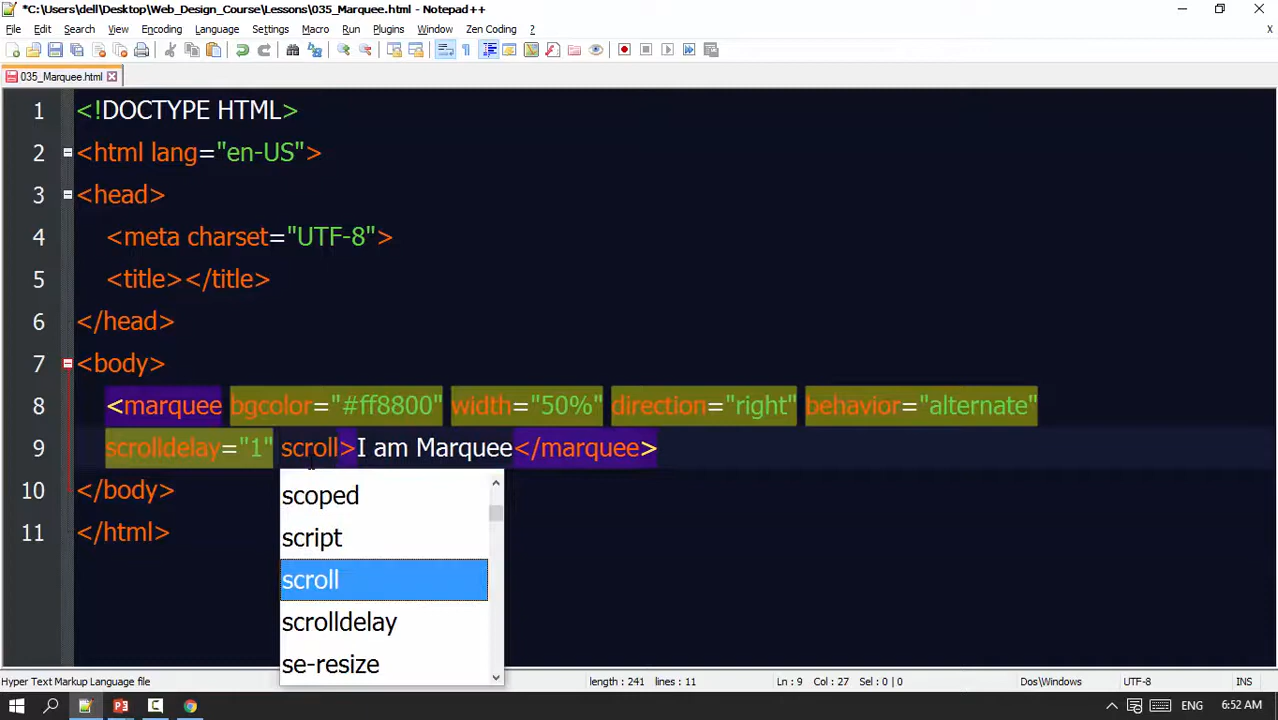 *C:\Users\dell\Desktop\Web_Design_Course\Lessons\035_Marquee.html - Notepad++
File Edit Search View Encoding Language Settings Macro Run Plugins Window Zen Coding ? X
035_Marquee.html
1 <!DOCTYPE HTML>
2 <html lang="en-US">
3 <head>
4 <meta charset="UTF-8">
5 <title></title>
6 </head>
7 <body>
8 <marquee bgcolor="#ff8800" width="50%" direction="right" behavior="alternate"
9 scrolldelay="1" scroll>I am Marquee</marquee>
10 </body>
11 </html>
scoped
script
scroll
scrolldelay
se-resize
Hyper Text Markup Language file length : 241 lines : 11 Ln : 9 Col : 27 Sel : 0 | 0 Dos\Windows UTF-8 INS
ENG 6:52 AM